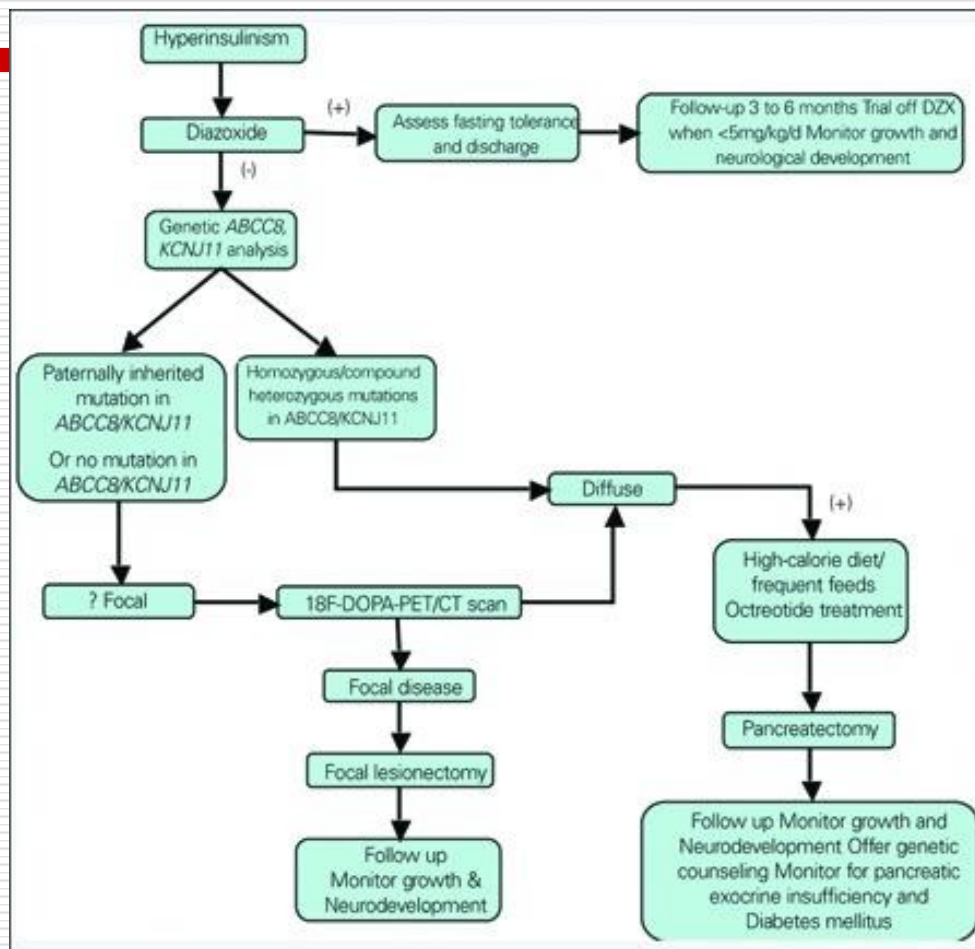 Hyperinsulinism
(+)
Diazoxide
Assess fasting tolerance
and discharge
Follow-up 3 to 6 months Trial off DZX
when <5mg/kg/d Monitor growth and
neurological development
(-)
Genetic ABCC8,
KCNJ11 analysis
Paternally inherited
mutation in
ABCC8/KCNJ11
Or no mutation in
ABCC8/KCNJ11
Homozygous/compound
heterozygous mutations
in ABCC8/KCNJ11
Diffuse
(+)
High-calorie diet/
frequent feeds
Octreotide treatment
? Focal
18F-DOPA-PET/CT scan
Focal disease
Pancreatectomy
Focal lesionectomy
Follow up
Monitor growth &
Neurodevelopment
Follow up Monitor growth and
Neurodevelopment Offer genetic
counseling Monitor for pancreatic
exocrine insufficiency and
Diabetes mellitus